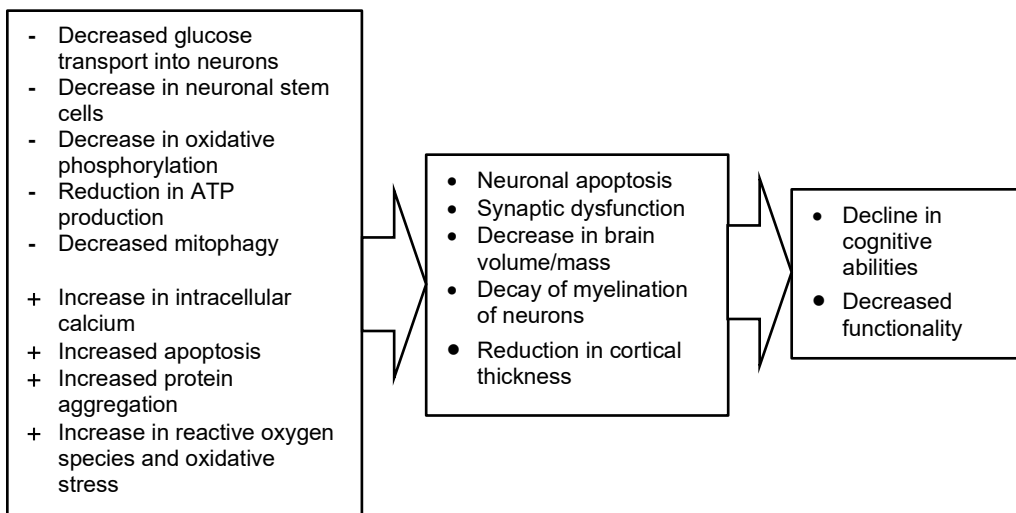 - Decreased glucose
transport into neurons
- Decrease in neuronal stem
cells
- Decrease in oxidative
phosphorylation
- Reduction in ATP
production
- Decreased mitophagy
+ Increase in intracellular
calcium
+ Increased apoptosis
+ Increased protein
aggregation
+ Increase in reactive oxygen
species and oxidative
stress
• Neuronal apoptosis
• Synaptic dysfunction
• Decrease in brain
volume/mass
• Decay of myelination
of neurons
• Reduction in cortical
thickness
• Decline in
cognitive
abilities
• Decreased
functionality